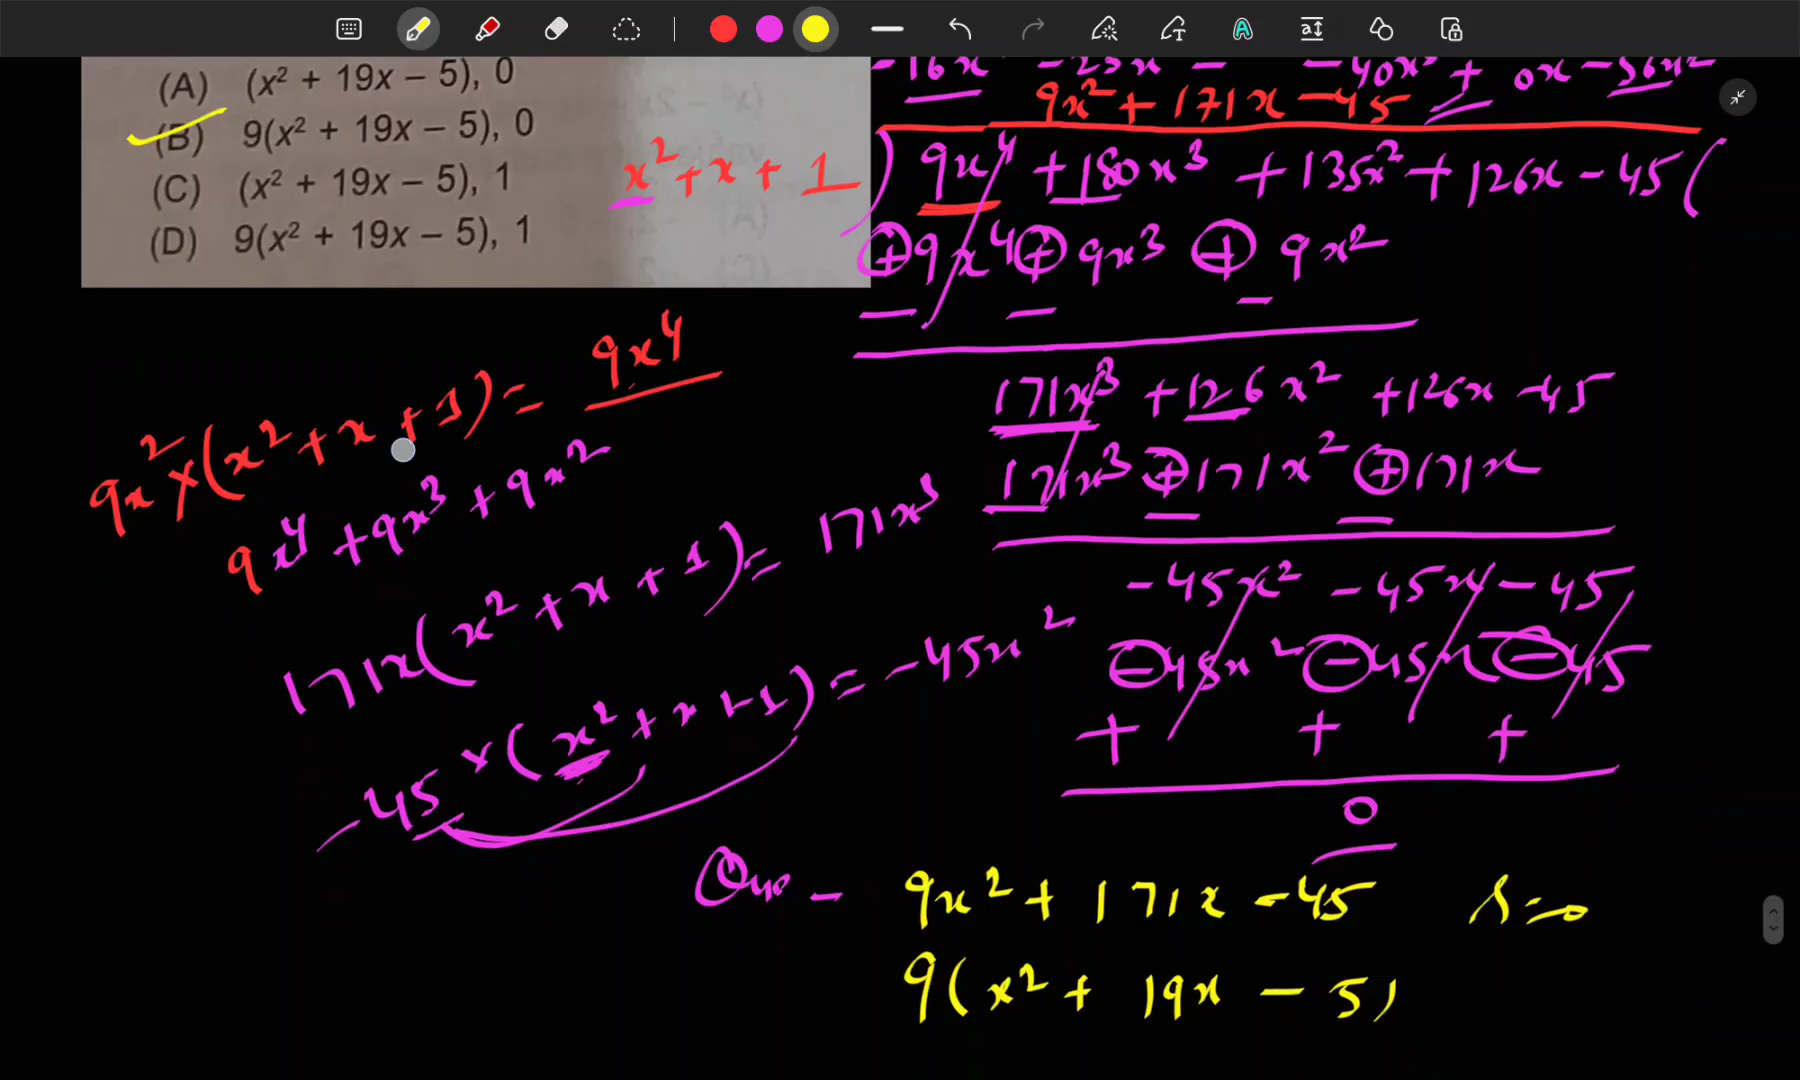 (A) (x² + 19x – 5), 0
(B) 9(x² + 19x – 5), 0
(C) (x² + 19x – 5), 1
(D) 9(x² + 19x – 5), 1
9x² + 171x – 45
x² + x + 1 ) 9x⁴ + 180x³ + 135x² + 126x – 45 (
⊕ 9x⁴ ⊕ 9x³ ⊕ 9x²
– – –
171x³ + 126x² + 126x – 45
171x³ ⊕ 171x² ⊕ 171x
– – –
–45x² – 45x – 45
⊖45x² ⊖45x ⊖45
+ + +
0
9x² × (x² + x + 1) = 9x⁴
9x⁴ + 9x³ + 9x²
171x(x² + x + 1) = 171x³
–45 × (x² + x + 1) = –45x²
Quo – 9x² + 171x – 45 r = 0
9(x² + 19x – 5)